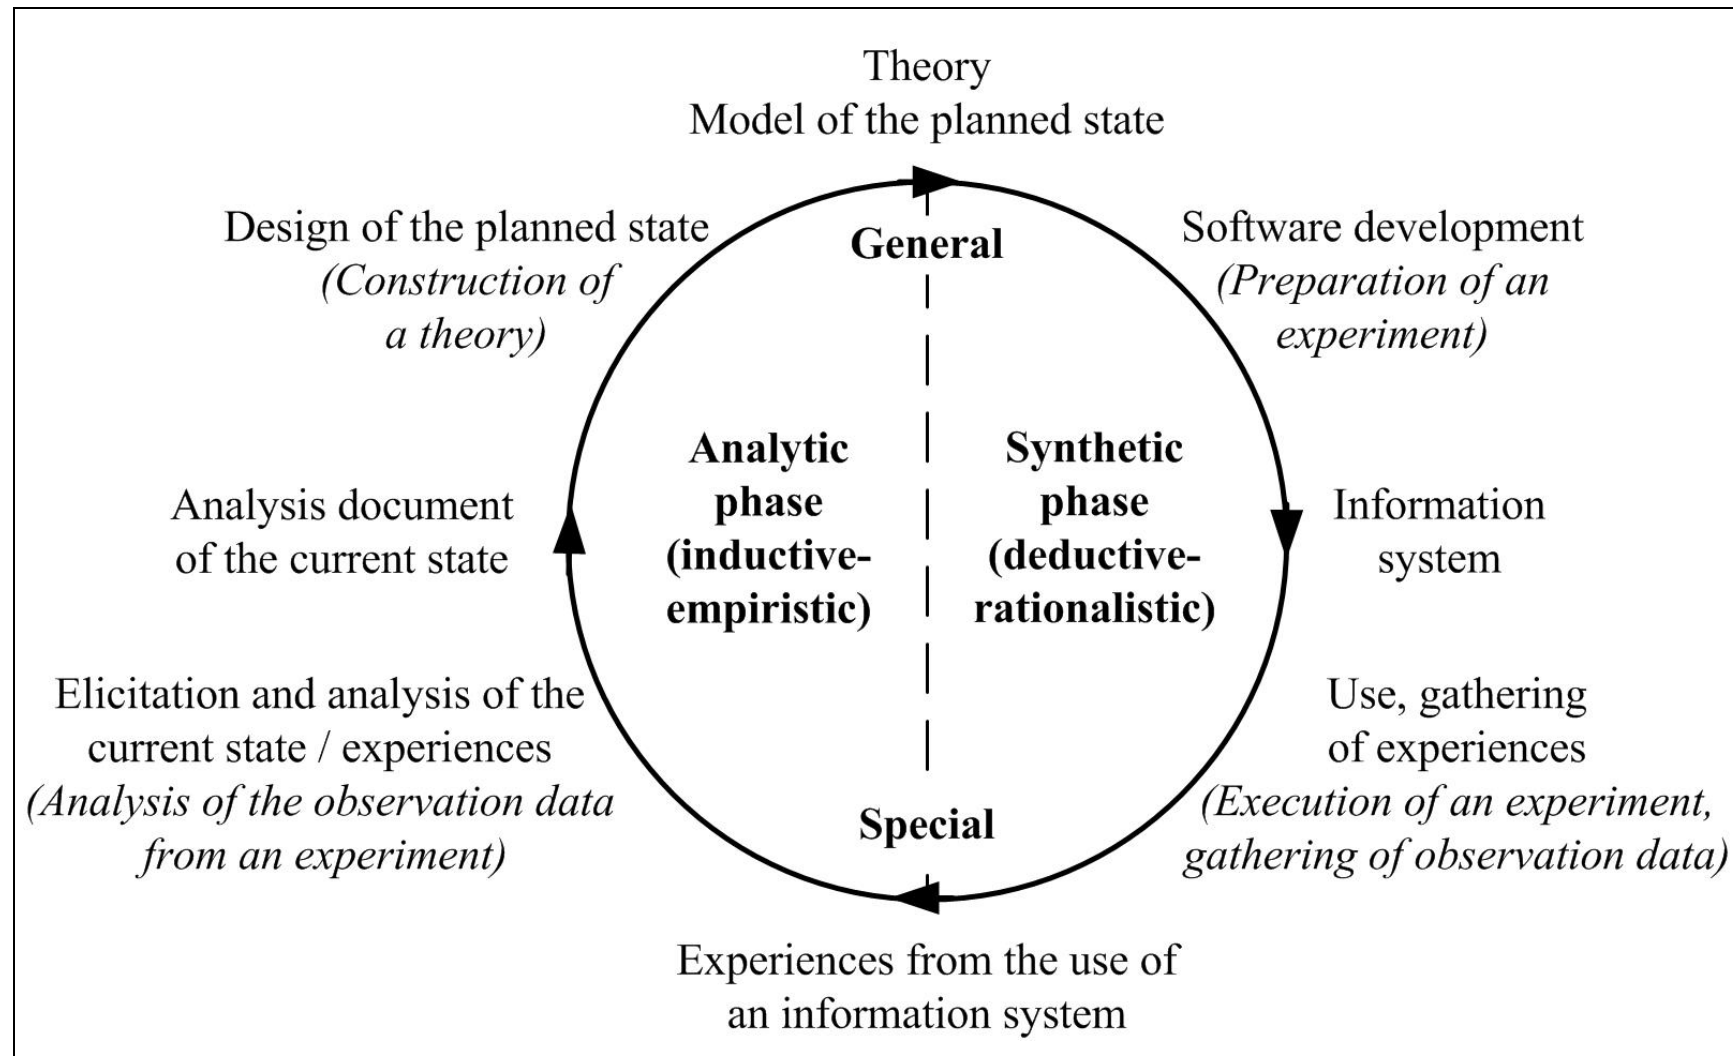 Theory
Model of the planned state
Design of the planned state
(Construction of
a theory)
General
Software development
(Preparation of an
experiment)
Analysis document
of the current state
Analytic
phase
(inductive-
empiristic)
Synthetic
phase
(deductive-
rationalistic)
Information
system
Elicitation and analysis of the
current state / experiences
(Analysis of the observation data
from an experiment)
Special
Use, gathering
of experiences
(Execution of an experiment,
gathering of observation data)
Experiences from the use of
an information system